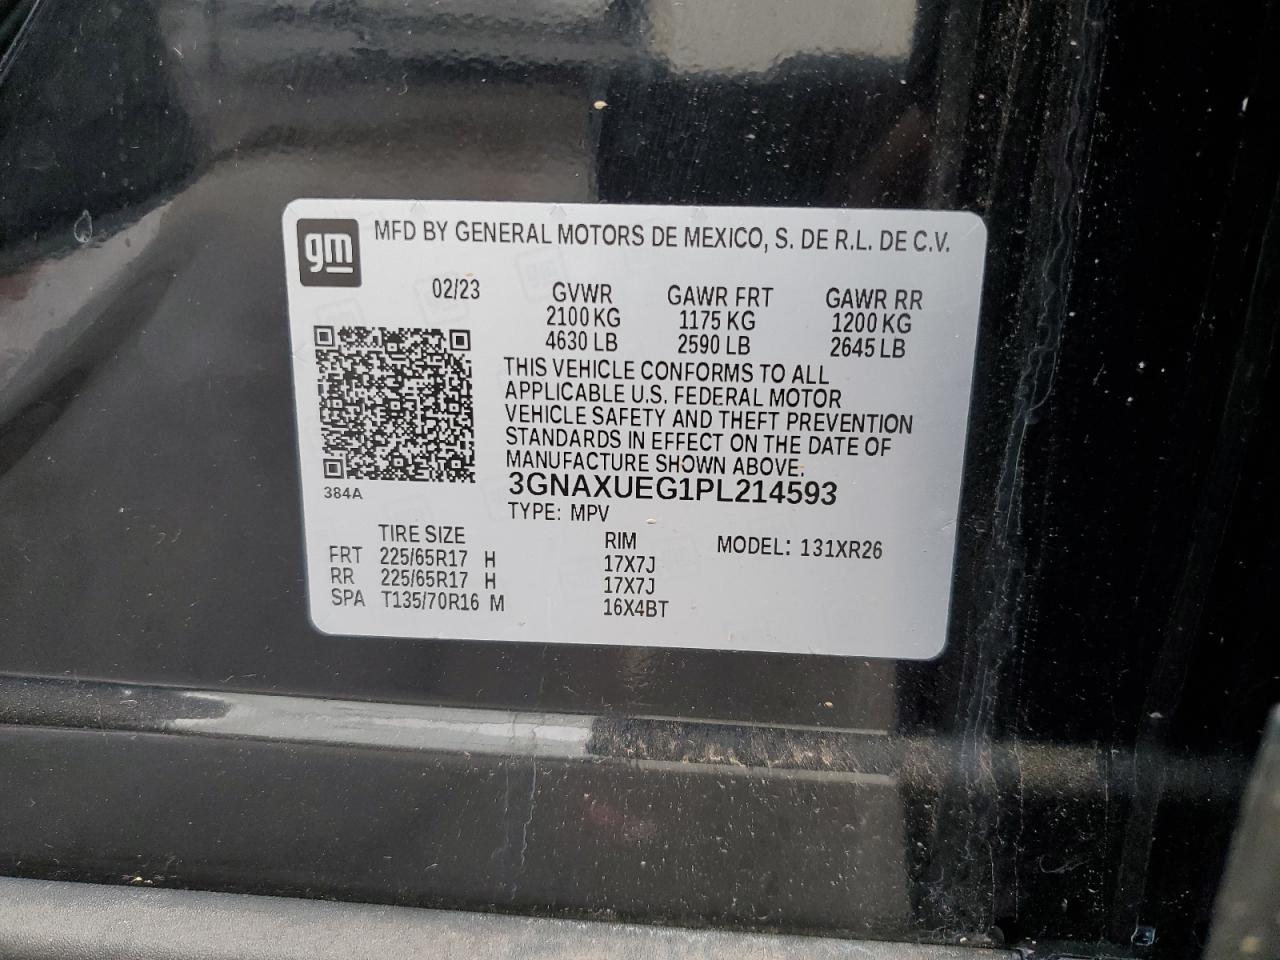 gm
MFD BY GENERAL MOTORS DE MEXICO, S. DE R.L. DE C.V.
02/23 GVWR GAWR FRT GAWR RR
2100 KG 1175 KG 1200 KG
4630 LB 2590 LB 2645 LB
THIS VEHICLE CONFORMS TO ALL
APPLICABLE U.S. FEDERAL MOTOR
VEHICLE SAFETY AND THEFT PREVENTION
STANDARDS IN EFFECT ON THE DATE OF
MANUFACTURE SHOWN ABOVE.
384A
3GNAXUEG1PL214593
TYPE: MPV
TIRE SIZE RIM MODEL: 131XR26
FRT 225/65R17 H 17X7J
RR 225/65R17 H 17X7J
SPA T135/70R16 M 16X4BT